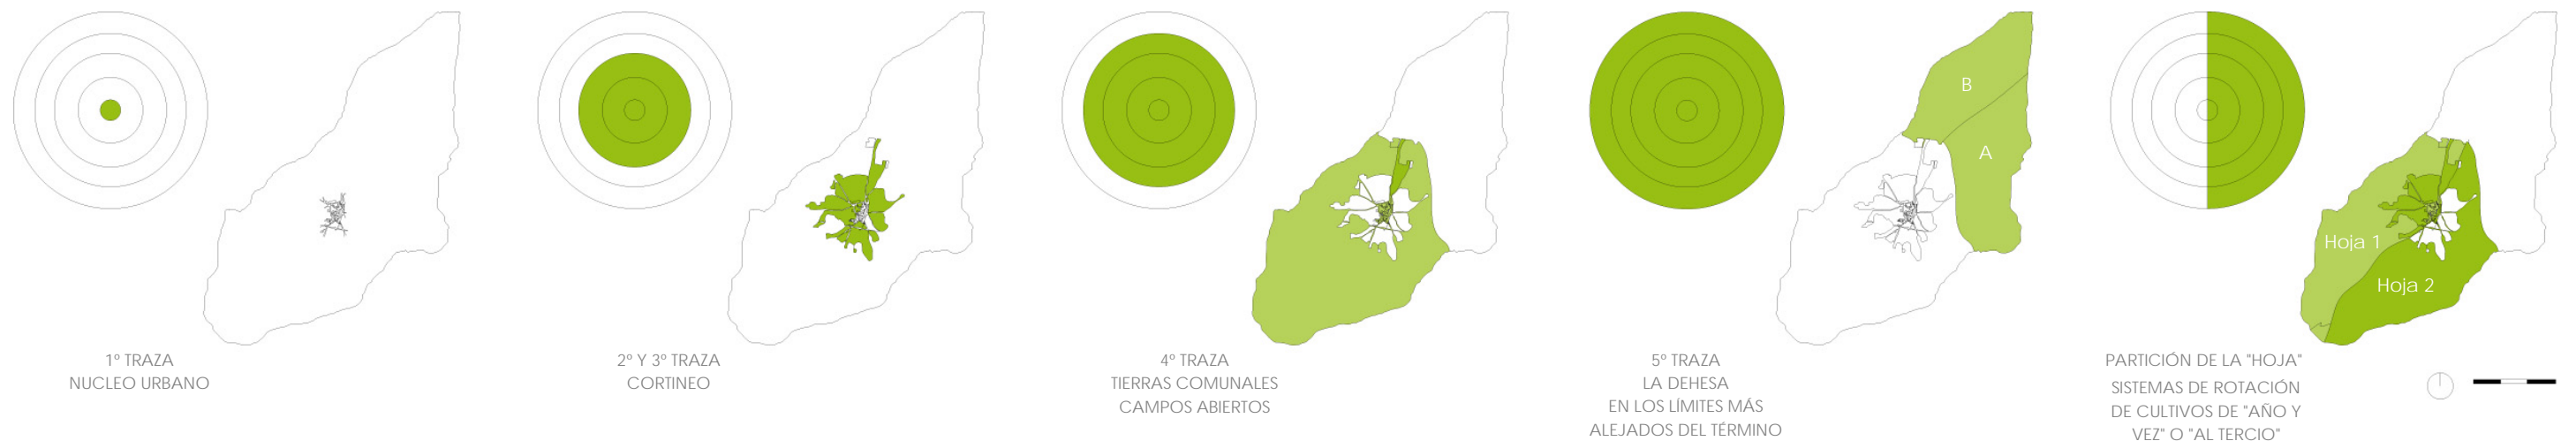 B
A
Hoja 1
Hoja 2
1º TRAZA
NUCLEO URBANO
2º Y 3º TRAZA
CORTINEO
4º TRAZA
TIERRAS COMUNALES
CAMPOS ABIERTOS
5º TRAZA
LA DEHESA
EN LOS LÍMITES MÁS
ALEJADOS DEL TÉRMINO
PARTICIÓN DE LA "HOJA"
SISTEMAS DE ROTACIÓN
DE CULTIVOS DE "AÑO Y
VEZ" O "AL TERCIO"